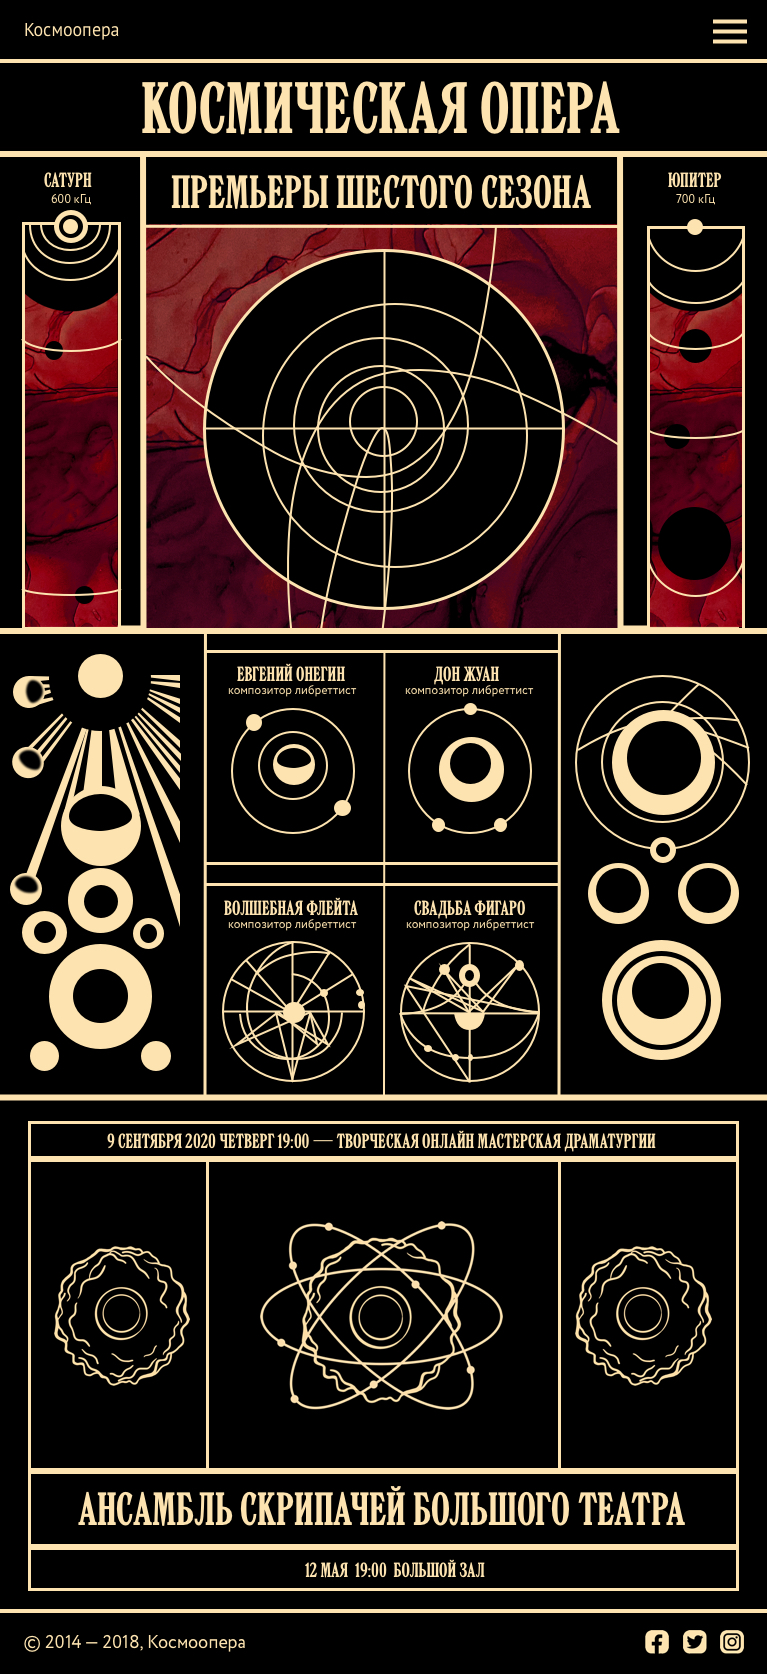 Космоопера
КОСМИЧЕСКАЯ ОПЕРА
САТУРН
600 кГц
ПРЕМЬЕРЫ ШЕСТОГО СЕЗОНА
ЮПИТЕР
700 кГц
ЕВГЕНИЙ ОНЕГИН
композитор либреттист
ДОН ЖУАН
композитор либреттист
ВОЛШЕБНАЯ ФЛЕЙТА
композитор либреттист
СВАДЬБА ФИГАРО
композитор либреттист
9 СЕНТЯБРЯ 2020 ЧЕТВЕРГ 19:00 — ТВОРЧЕСКАЯ ОНЛАЙН МАСТЕРСКАЯ ДРАМАТУРГИИ
АНСАМБЛЬ СКРИПАЧЕЙ БОЛЬШОГО ТЕАТРА
12 МАЯ 19:00 БОЛЬШОЙ ЗАЛ
© 2014 — 2018, Космоопера